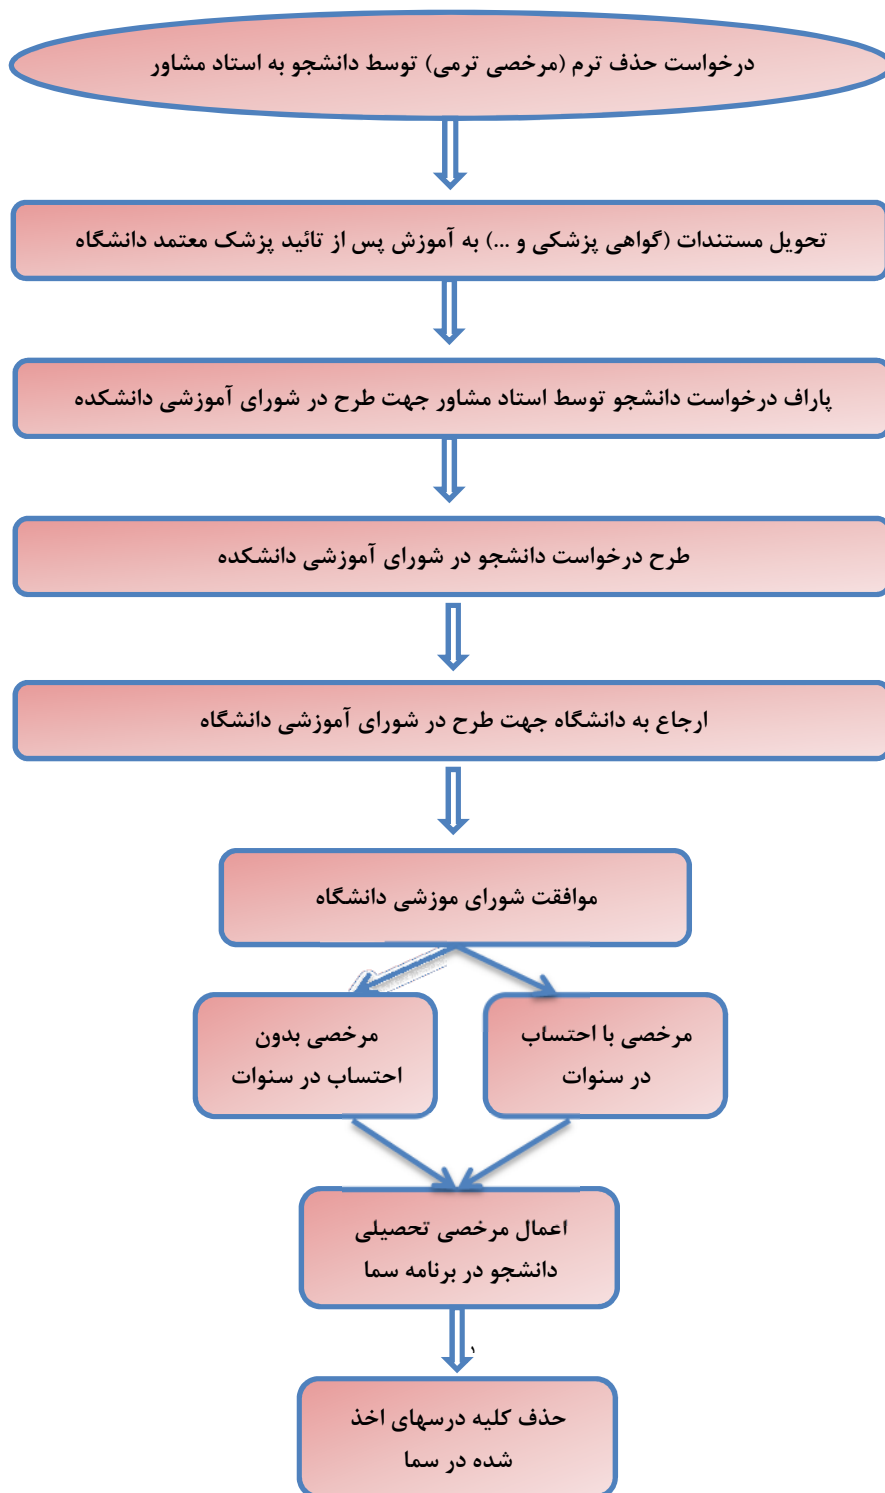 درخواست حذف ترم (مرخصی ترمی) توسط دانشجو به استاد مشاور
تحویل مستندات (گواهی پزشکی و ...) به آموزش پس از تائید پزشک معتمد دانشگاه
پاراف درخواست دانشجو توسط استاد مشاور جهت طرح در شورای آموزشی دانشکده
طرح درخواست دانشجو در شورای آموزشی دانشکده
ارجاع به دانشگاه جهت طرح در شورای آموزشی دانشگاه
موافقت شورای موزشی دانشگاه
مرخصی با احتساب
در سنوات
مرخصی بدون
احتساب در سنوات
اعمال مرخصی تحصیلی
دانشجو در برنامه سما
۱
حذف کلیه درسهای اخذ
شده در سما